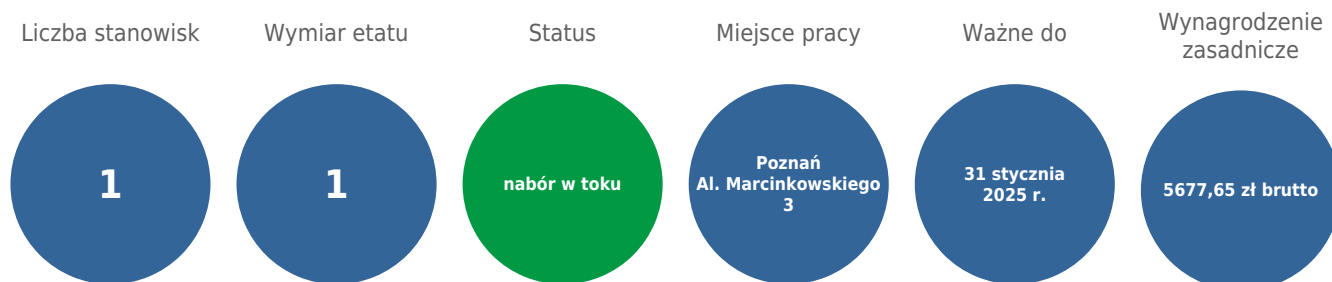 Liczba stanowisk
1
Wymiar etatu
1
Status
nabór w toku
Miejsce pracy
Poznań
Al. Marcinkowskiego
3
Ważne do
31 stycznia
2025 r.
Wynagrodzenie
zasadnicze
5677,65 zł brutto